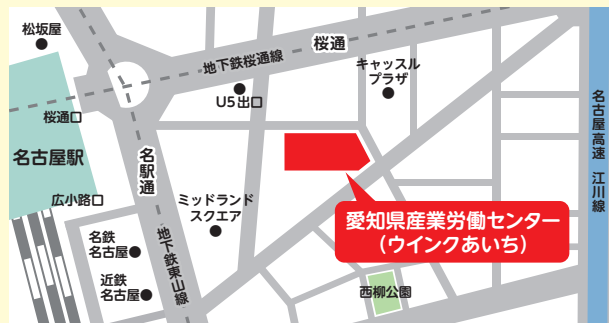 松坂屋
桜通
地下鉄桜通線
キャッスル
プラザ
U5出口
桜通口
名古屋駅
名駅通
名古屋高速 江川線
広小路口
ミッドランド
スクエア
愛知県産業労働センター
（ウインクあいち）
名鉄
名古屋
地下鉄東山線
近鉄
名古屋
西柳公園